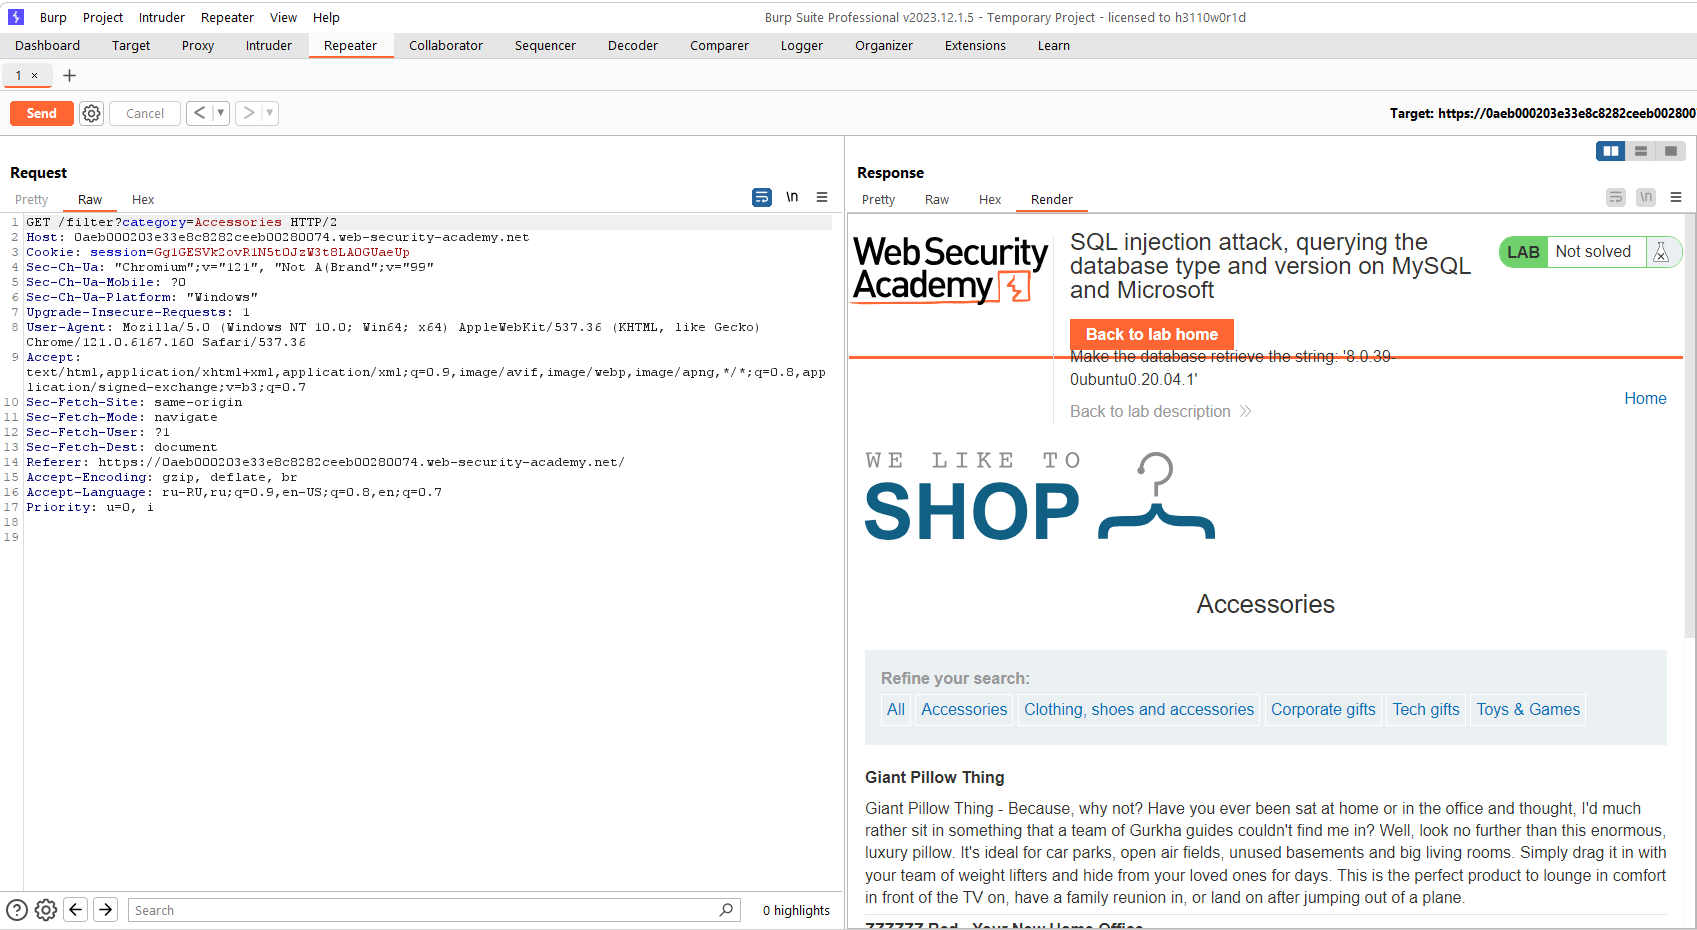 Burp Project Intruder Repeater View Help
Burp Suite Professional v2023.12.1.5 - Temporary Project - licensed to h3110w0r1d
Dashboard Target Proxy Intruder Repeater Collaborator Sequencer Decoder Comparer Logger Organizer Extensions Learn
1 × +
Send Cancel < >
Target: https://0aeb000203e33e8c8282ceeb002800
Request
Pretty Raw Hex
\n
1 GET /filter?category=Accessories HTTP/2
2 Host: 0aeb000203e33e8c8282ceeb00280074.web-security-academy.net
3 Cookie: session=Gg1GESVk2ovR1N5tOJzW3t8LAOGUaeUp
4 Sec-Ch-Ua: "Chromium";v="121", "Not A(Brand";v="99"
5 Sec-Ch-Ua-Mobile: ?0
6 Sec-Ch-Ua-Platform: "Windows"
7 Upgrade-Insecure-Requests: 1
8 User-Agent: Mozilla/5.0 (Windows NT 10.0; Win64; x64) AppleWebKit/537.36 (KHTML, like Gecko)
Chrome/121.0.6167.160 Safari/537.36
9 Accept:
text/html,application/xhtml+xml,application/xml;q=0.9,image/avif,image/webp,image/apng,*/*;q=0.8,app
lication/signed-exchange;v=b3;q=0.7
10 Sec-Fetch-Site: same-origin
11 Sec-Fetch-Mode: navigate
12 Sec-Fetch-User: ?1
13 Sec-Fetch-Dest: document
14 Referer: https://0aeb000203e33e8c8282ceeb00280074.web-security-academy.net/
15 Accept-Encoding: gzip, deflate, br
16 Accept-Language: ru-RU,ru;q=0.9,en-US;q=0.8,en;q=0.7
17 Priority: u=0, i
18
19
Search
0 highlights
Response
Pretty Raw Hex Render
\n
Web Security
Academy
SQL injection attack, querying the
database type and version on MySQL
and Microsoft
LAB Not solved
Back to lab home
Make the database retrieve the string: '8.0.39-
0ubuntu0.20.04.1'
Back to lab description
Home
WE LIKE TO
SHOP
Accessories
Refine your search:
All Accessories Clothing, shoes and accessories Corporate gifts Tech gifts Toys & Games
Giant Pillow Thing
Giant Pillow Thing - Because, why not? Have you ever been sat at home or in the office and thought, I'd much
rather sit in something that a team of Gurkha guides couldn't find me in? Well, look no further than this enormous,
luxury pillow. It's ideal for car parks, open air fields, unused basements and big living rooms. Simply drag it in with
your team of weight lifters and hide from your loved ones for days. This is the perfect product to lounge in comfort
in front of the TV on, have a family reunion in, or land on after jumping out of a plane.
ZZZZZZ Bed - Your New Home Office